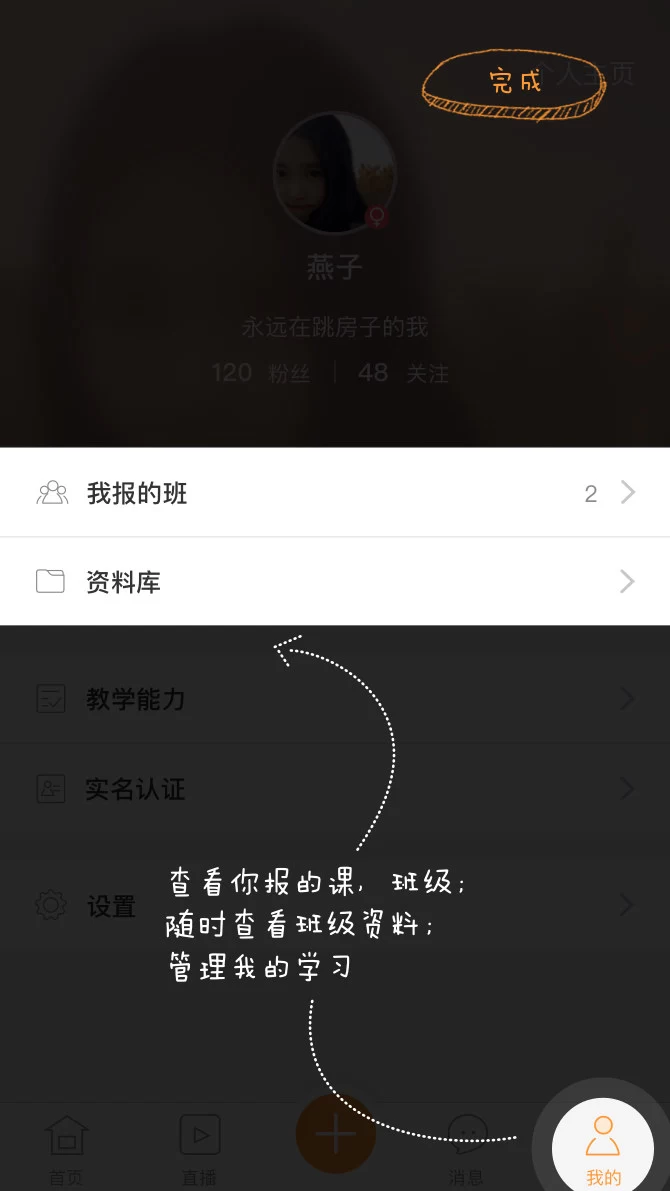 完成
个人主页
燕子
永远在跳房子的我
120 粉丝 | 48 关注
我报的班 2
资料库
教学能力
实名认证
设置
查看你报的课, 班级;
随时查看班级资料;
管理我的学习
首页 直播 消息 我的